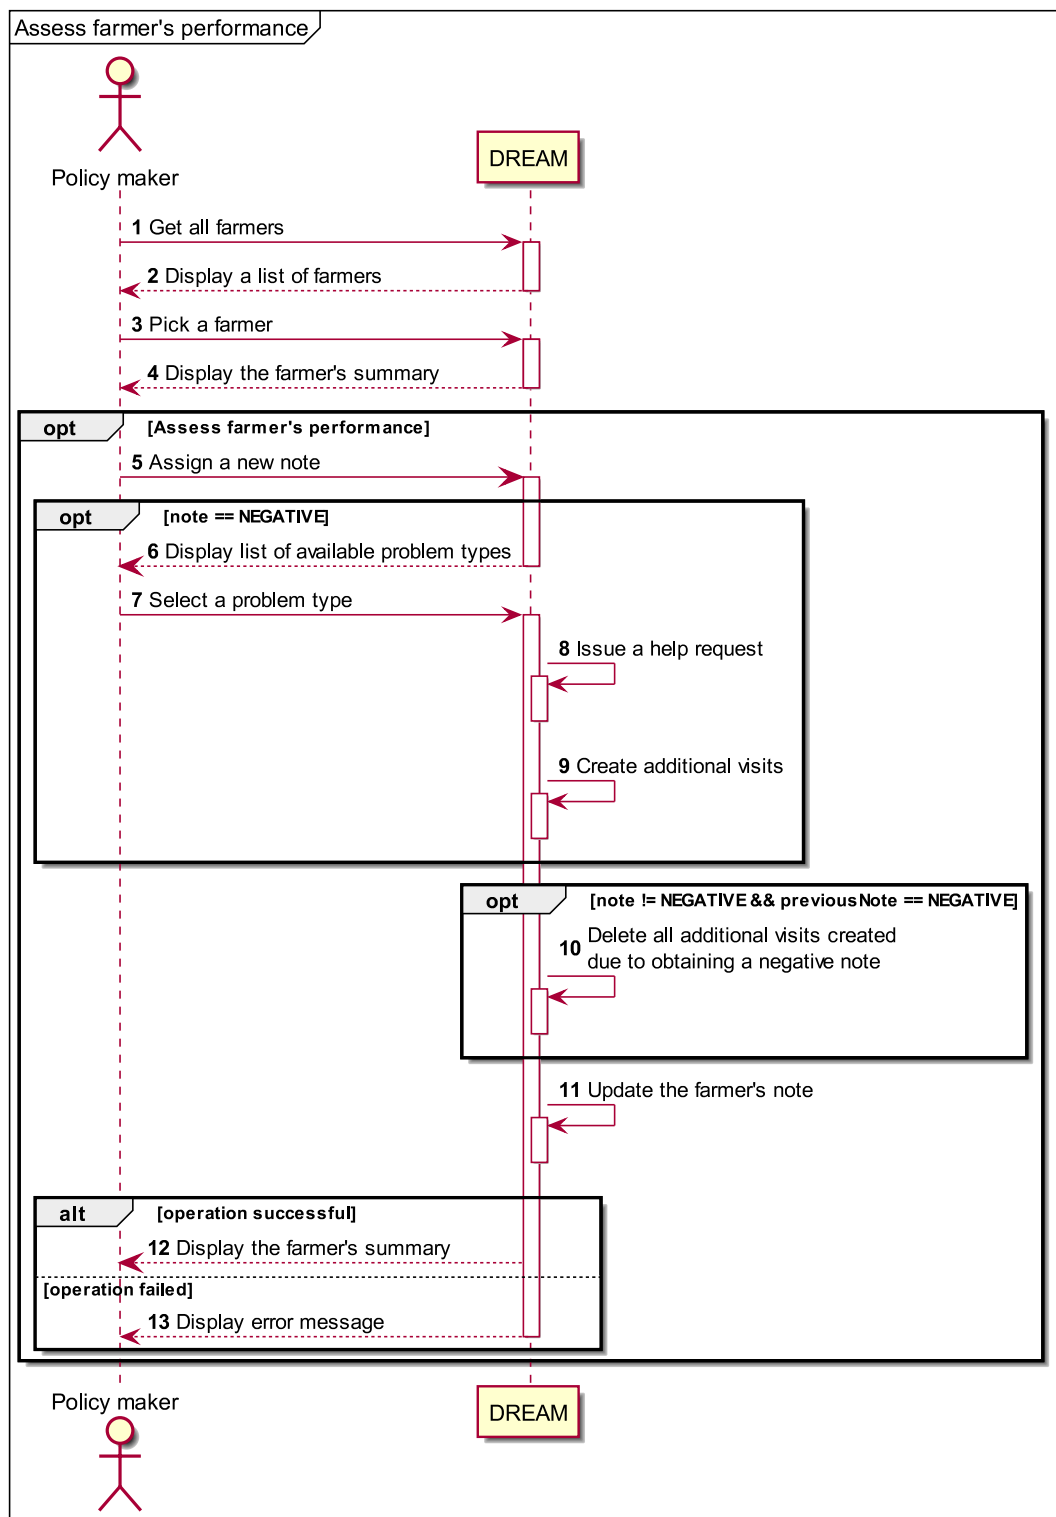 Assess farmer's performance
Policy maker
DREAM
1 Get all farmers
2 Display a list of farmers
3 Pick a farmer
4 Display the farmer's summary
opt [Assess farmer's performance]
5 Assign a new note
opt [note == NEGATIVE]
6 Display list of available problem types
7 Select a problem type
8 Issue a help request
9 Create additional visits
opt [note != NEGATIVE && previousNote == NEGATIVE]
10 Delete all additional visits created
due to obtaining a negative note
11 Update the farmer's note
alt [operation successful]
12 Display the farmer's summary
[operation failed]
13 Display error message
Policy maker
DREAM